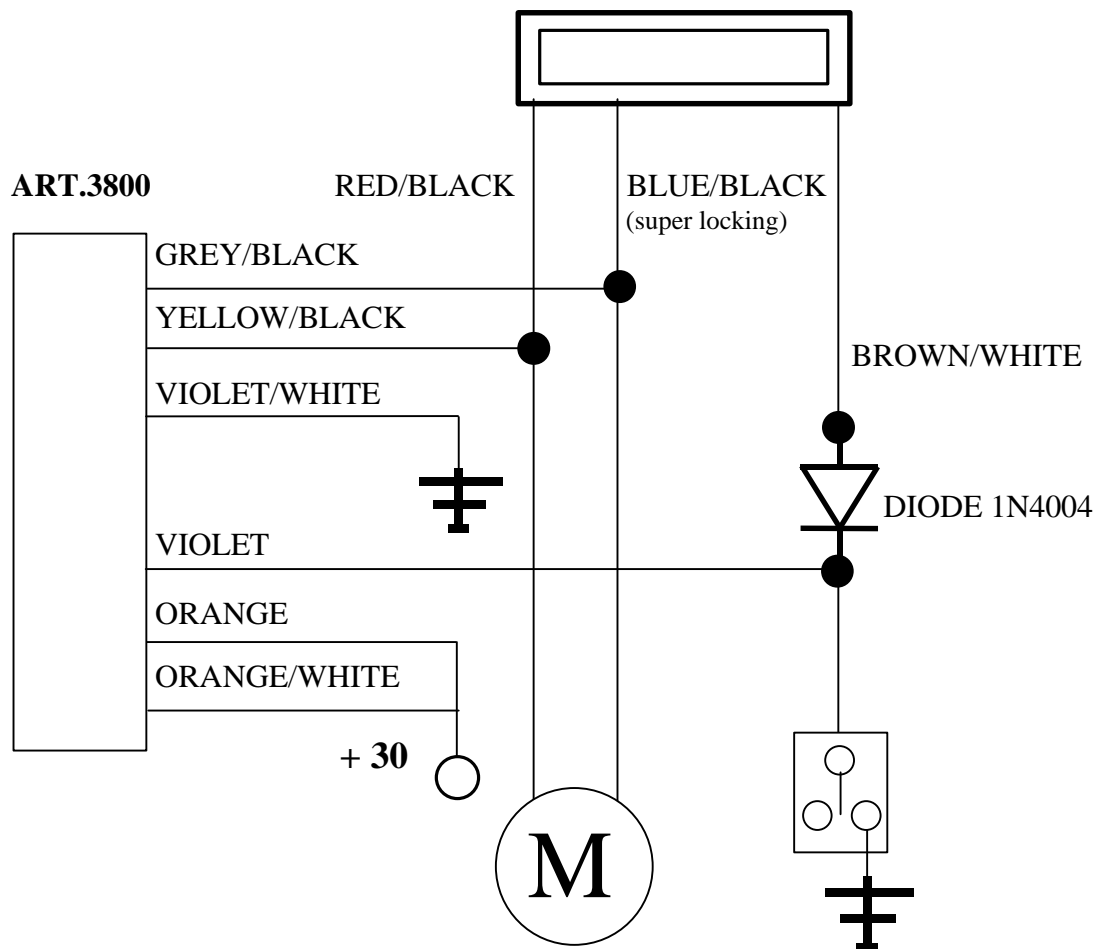 ART.3800
RED/BLACK
BLUE/BLACK
(super locking)
GREY/BLACK
YELLOW/BLACK
BROWN/WHITE
VIOLET/WHITE
DIODE 1N4004
VIOLET
ORANGE
ORANGE/WHITE
+ 30
M